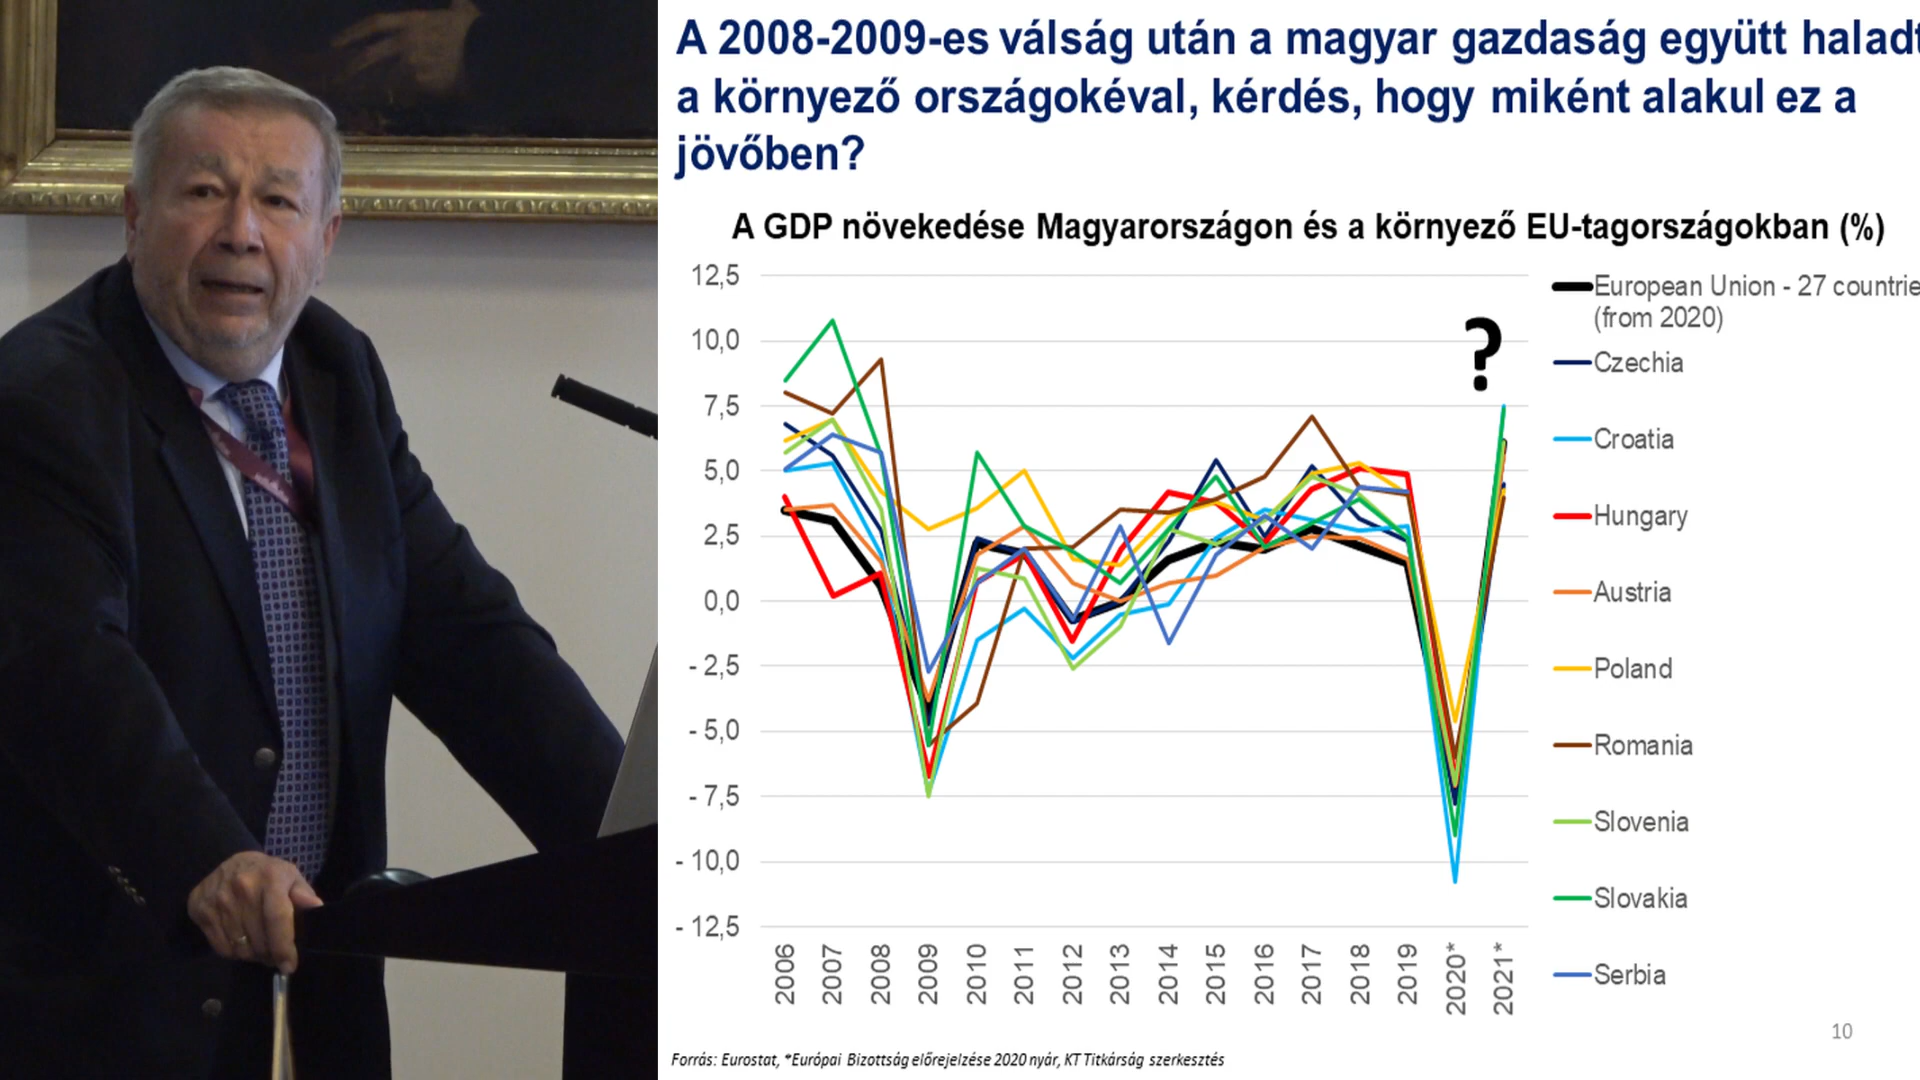 A 2008-2009-es válság után a magyar gazdaság együtt haladt
a környező országokéval, kérdés, hogy miként alakul ez a
jövőben?
A GDP növekedése Magyarországon és a környező EU-tagországokban (%)
12,5
10,0
7,5
5,0
2,5
0,0
- 2,5
- 5,0
- 7,5
- 10,0
- 12,5
?
2006
2007
2008
2009
2010
2011
2012
2013
2014
2015
2016
2017
2018
2019
2020*
2021*
European Union - 27 countrie
(from 2020)
Czechia
Croatia
Hungary
Austria
Poland
Romania
Slovenia
Slovakia
Serbia
10
Forrás: Eurostat, *Európai Bizottság előrejelzése 2020 nyár, KT Titkárság szerkesztés